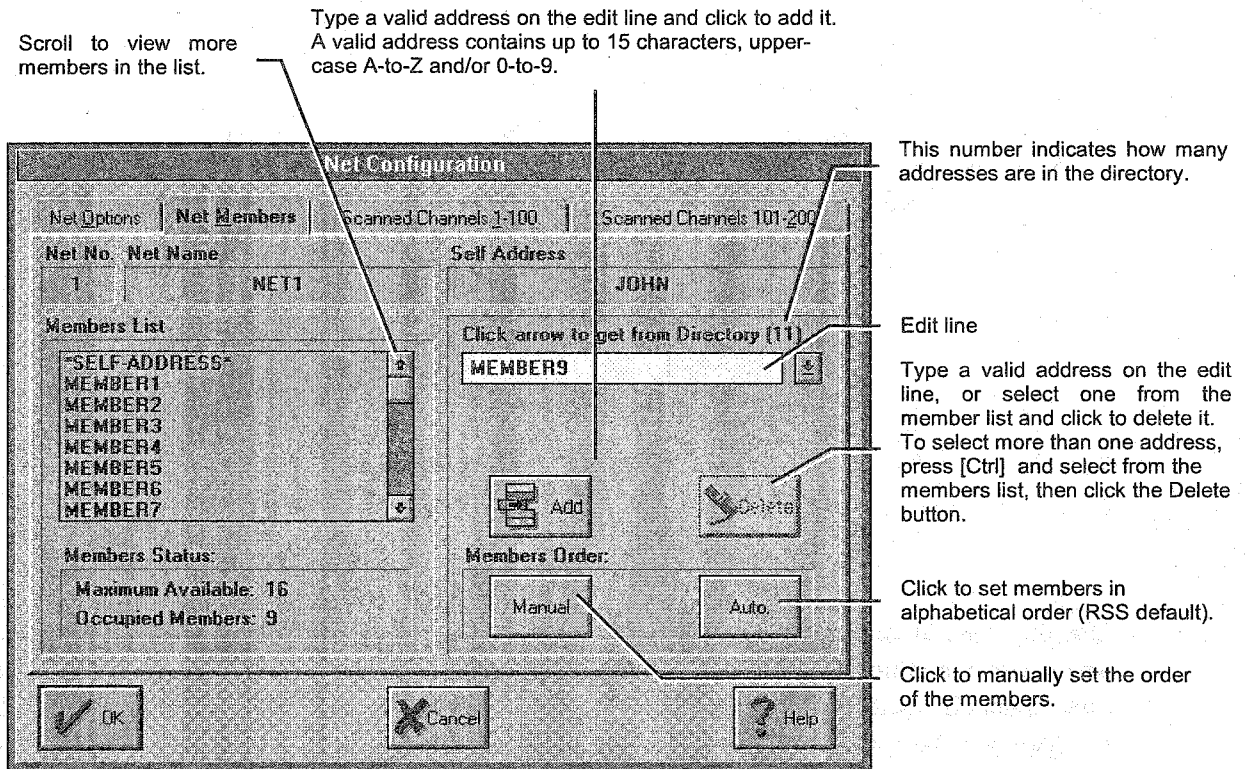 Type a valid address on the edit line and click to add it.
A valid address contains up to 15 characters, upper-
case A-to-Z and/or 0-to-9.
Scroll to view more
members in the list.
Net Configuration
Net Options
Net Members
Scanned Channels 1-100
Scanned Channels 101-200
Net No. Net Name
Self Address
1
NET1
JOHN
Members List
*SELF-ADDRESS*
MEMBER1
MEMBER2
MEMBER3
MEMBER4
MEMBER5
MEMBER6
MEMBER7
Click arrow to get from Directory (11)
MEMBER9
Add
Delete
Members Status:
Maximum Available: 16
Occupied Members: 9
Members Order:
Manual
Auto.
OK
Cancel
Help
This number indicates how many
addresses are in the directory.
Edit line
Type a valid address on the edit
line, or select one from the
member list and click to delete it.
To select more than one address,
press [Ctrl] and select from the
members list, then click the Delete
button.
Click to set members in
alphabetical order (RSS default).
Click to manually set the order
of the members.